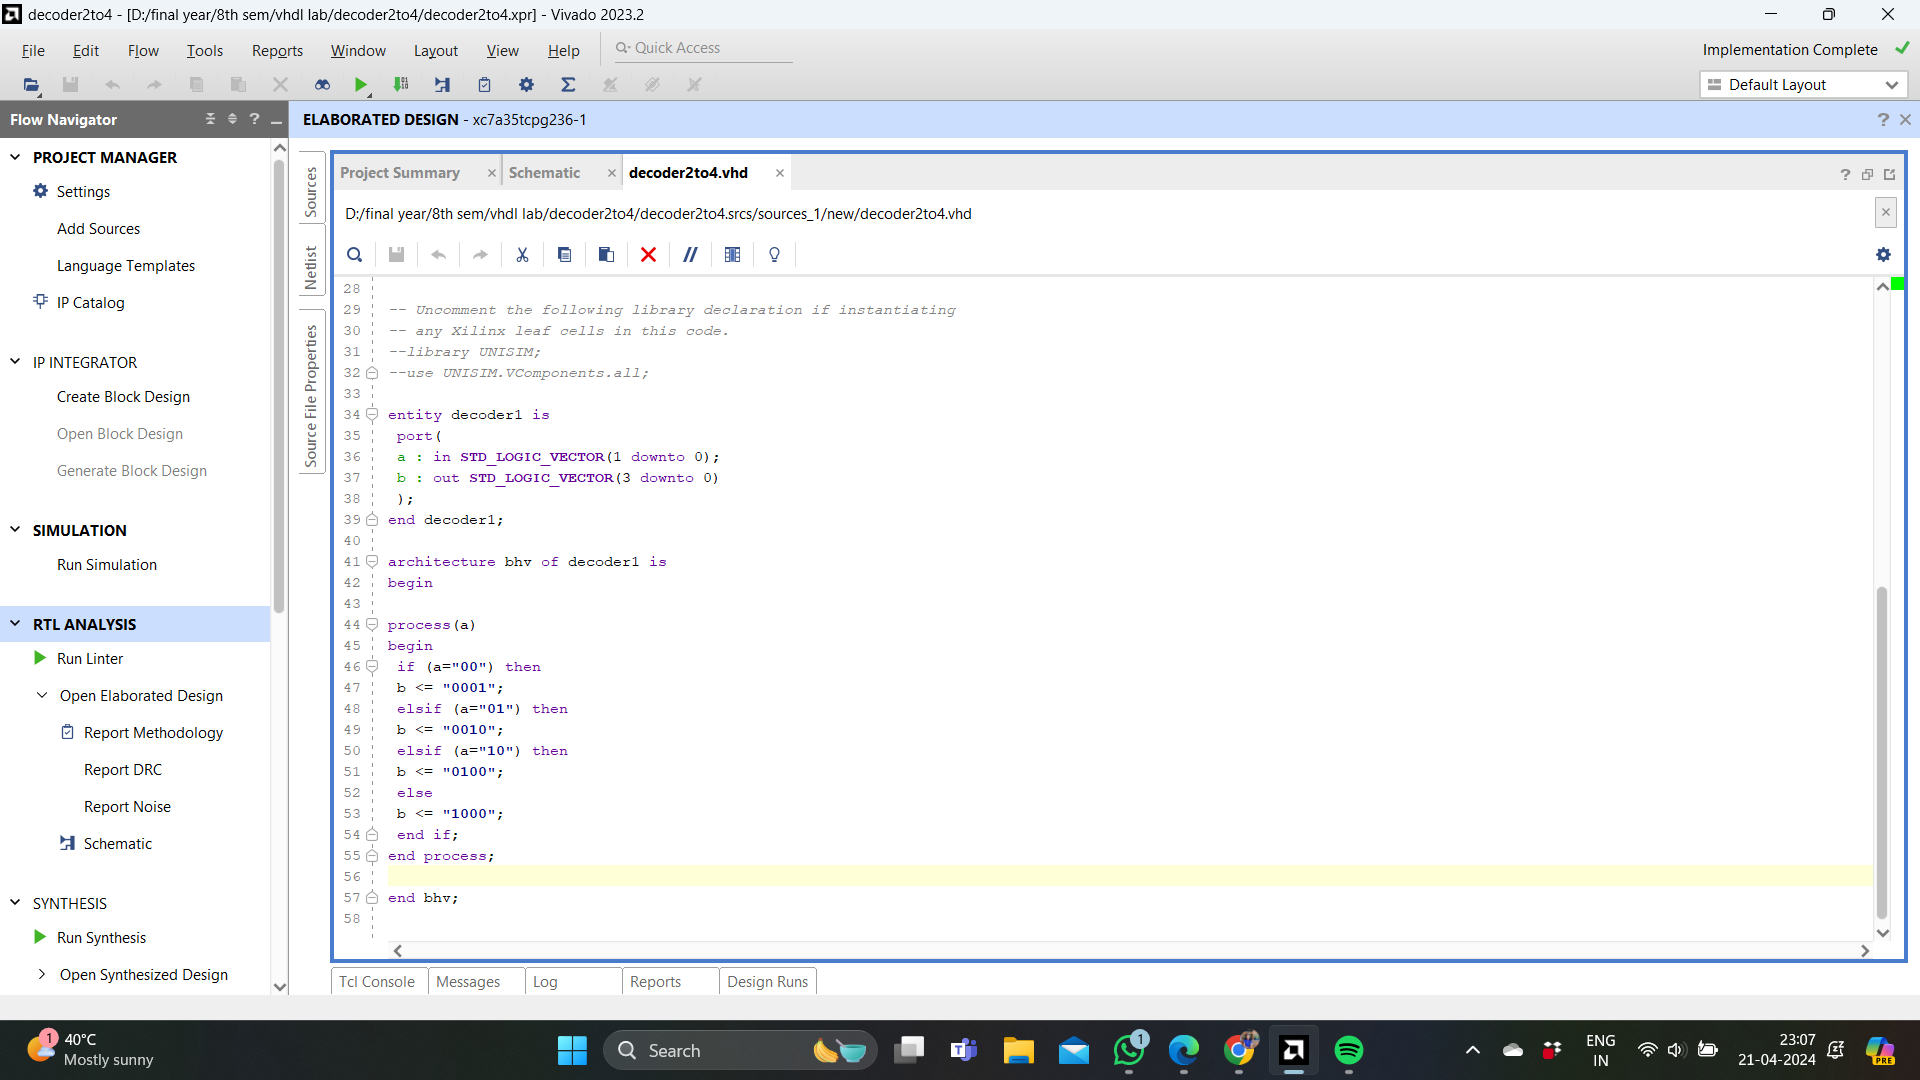 decoder2to4 - [D:/final year/8th sem/vhdl lab/decoder2to4/decoder2to4.xpr] - Vivado 2023.2
File Edit Flow Tools Reports Window Layout View Help Quick Access
Implementation Complete
Default Layout
Flow Navigator
ELABORATED DESIGN - xc7a35tcpg236-1
PROJECT MANAGER
Settings
Add Sources
Language Templates
IP Catalog
IP INTEGRATOR
Create Block Design
Open Block Design
Generate Block Design
SIMULATION
Run Simulation
RTL ANALYSIS
Run Linter
Open Elaborated Design
Report Methodology
Report DRC
Report Noise
Schematic
SYNTHESIS
Run Synthesis
Open Synthesized Design
Sources
Netlist
Source File Properties
Project Summary Schematic decoder2to4.vhd
D:/final year/8th sem/vhdl lab/decoder2to4/decoder2to4.srcs/sources_1/new/decoder2to4.vhd
28
29 -- Uncomment the following library declaration if instantiating
30 -- any Xilinx leaf cells in this code.
31 --library UNISIM;
32 --use UNISIM.VComponents.all;
33
34 entity decoder1 is
35 port(
36 a : in STD_LOGIC_VECTOR(1 downto 0);
37 b : out STD_LOGIC_VECTOR(3 downto 0)
38 );
39 end decoder1;
40
41 architecture bhv of decoder1 is
42 begin
43
44 process(a)
45 begin
46 if (a="00") then
47 b <= "0001";
48 elsif (a="01") then
49 b <= "0010";
50 elsif (a="10") then
51 b <= "0100";
52 else
53 b <= "1000";
54 end if;
55 end process;
56
57 end bhv;
58
Tcl Console Messages Log Reports Design Runs
1
40°C
Mostly sunny
Search
1
ENG
IN
23:07
21-04-2024
PRE